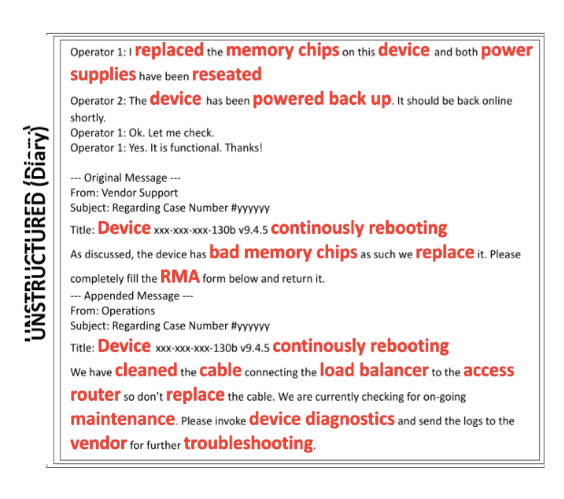 UNSTRUCTURED (Diary)
Operator 1: I replaced the memory chips on this device and both power
supplies have been reseated
Operator 2: The device has been powered back up. It should be back online
shortly.
Operator 1: Ok. Let me check.
Operator 1: Yes. It is functional. Thanks!
--- Original Message ---
From: Vendor Support
Subject: Regarding Case Number #yyyyyy
Title: Device xxx-xxx-xxx-130b v9.4.5 continously rebooting
As discussed, the device has bad memory chips as such we replace it. Please
completely fill the RMA form below and return it.
--- Appended Message ---
From: Operations
Subject: Regarding Case Number #yyyyyy
Title: Device xxx-xxx-xxx-130b v9.4.5 continously rebooting
We have cleaned the cable connecting the load balancer to the access
router so don't replace the cable. We are currently checking for on-going
maintenance. Please invoke device diagnostics and send the logs to the
vendor for further troubleshooting.